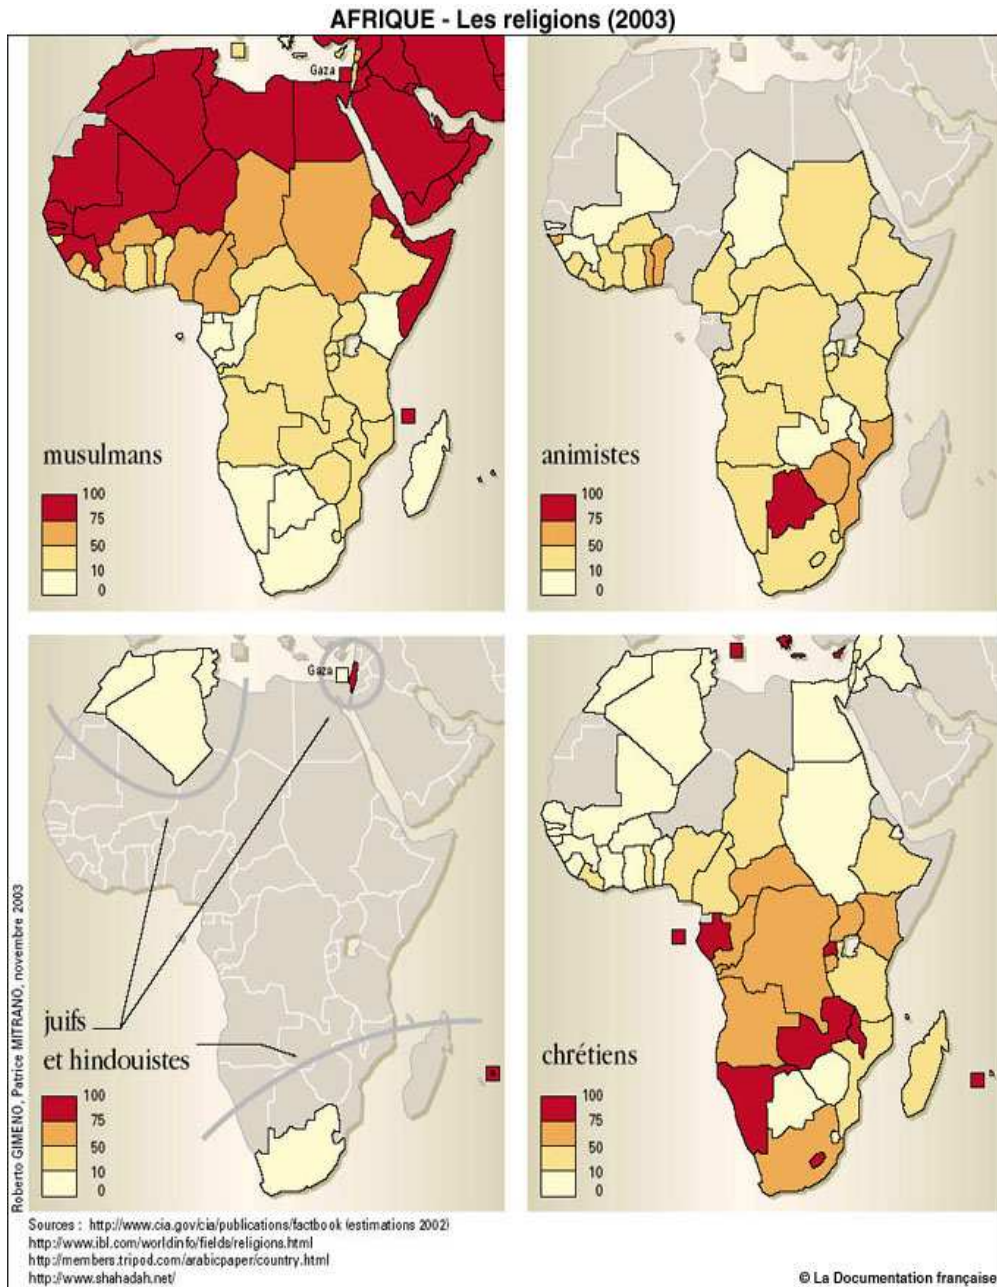 AFRIQUE - Les religions (2003)
Gaza
musulmans
100
75
50
10
0
animistes
100
75
50
10
0
Gaza
juifs
et hindouistes
100
75
50
10
0
chrétiens
100
75
50
10
0
Roberto GIMENO, Patrice MITRANO, novembre 2003
Sources : http://www.cia.gov/cia/publications/factbook (estimations 2002)
http://www.ibl.com/worldinfo/fields/religions.html
http://members.tripod.com/arabicpaper/country.html
http://www.shahadah.net/
© La Documentation française